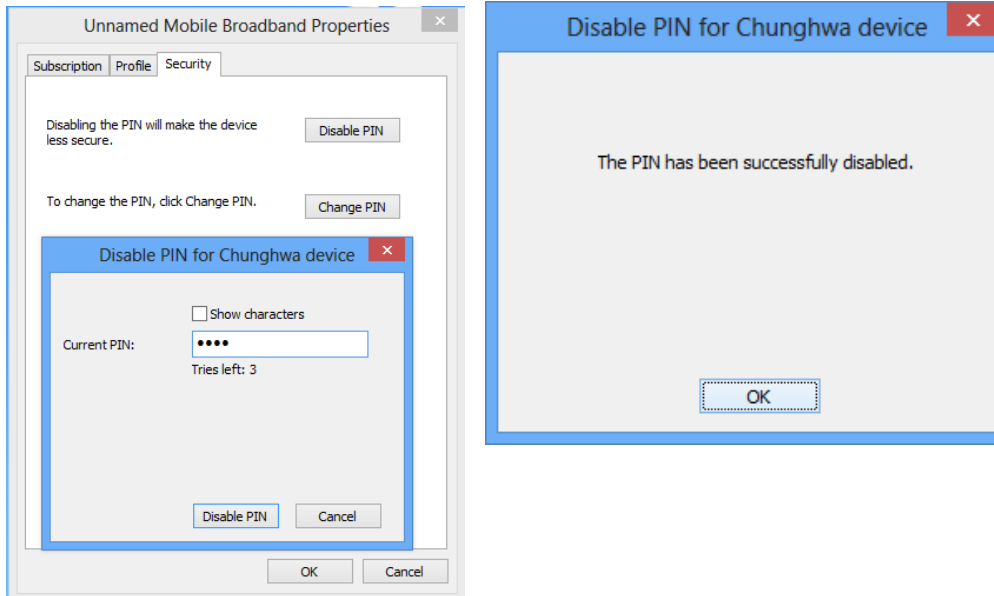 Unnamed Mobile Broadband Properties
Subscription Profile Security
Disabling the PIN will make the device
less secure.
Disable PIN
To change the PIN, click Change PIN.
Change PIN
Disable PIN for Chunghwa device
Show characters
Current PIN:
••••
Tries left: 3
Disable PIN Cancel
OK Cancel
Disable PIN for Chunghwa device
The PIN has been successfully disabled.
OK